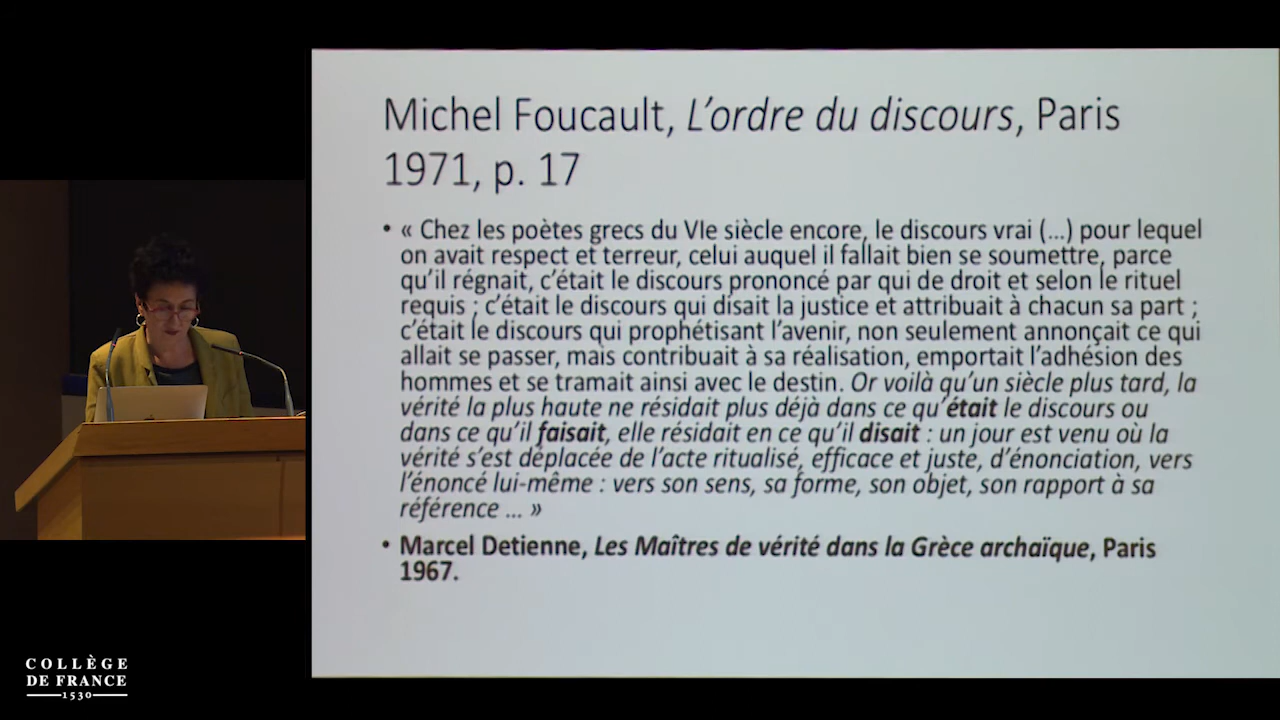 Michel Foucault, L’ordre du discours, Paris
1971, p. 17
• « Chez les poètes grecs du VIe siècle encore, le discours vrai (…) pour lequel
on avait respect et terreur, celui auquel il fallait bien se soumettre, parce
qu’il régnait, c’était le discours prononcé par qui de droit et selon le rituel
requis ; c’était le discours qui disait la justice et attribuait à chacun sa part ;
c’était le discours qui prophétisant l’avenir, non seulement annonçait ce qui
allait se passer, mais contribuait à sa réalisation, emportait l’adhésion des
hommes et se tramait ainsi avec le destin. Or voilà qu’un siècle plus tard, la
vérité la plus haute ne résidait plus déjà dans ce qu’était le discours ou
dans ce qu’il faisait, elle résidait en ce qu’il disait : un jour est venu où la
vérité s’est déplacée de l’acte ritualisé, efficace et juste, d’énonciation, vers
l’énoncé lui-même : vers son sens, sa forme, son objet, son rapport à sa
référence … »
• Marcel Detienne, Les Maîtres de vérité dans la Grèce archaïque, Paris
1967.
COLLÈGE
DE FRANCE
1530